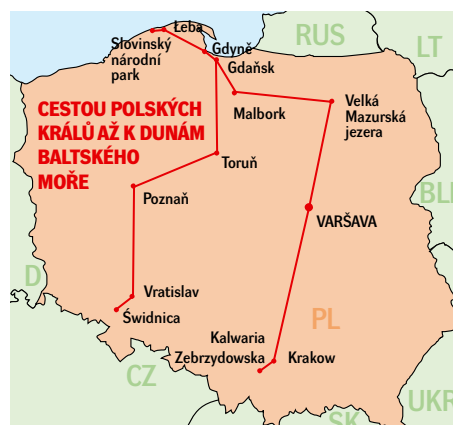 Łeba
Slovinský
národní
park
Gdyně
Gdaňsk
RUS
LT
CESTOU POLSKÝCH
KRÁLŮ AŽ K DUNÁM
BALTSKÉHO
MOŘE
Malbork
Velká
Mazurská
jezera
Toruň
Poznaň
VARŠAVA
D
Vratislav
Świdnica
PL
Kalwaria
Zebrzydowska
Krakow
CZ
SK
UKR